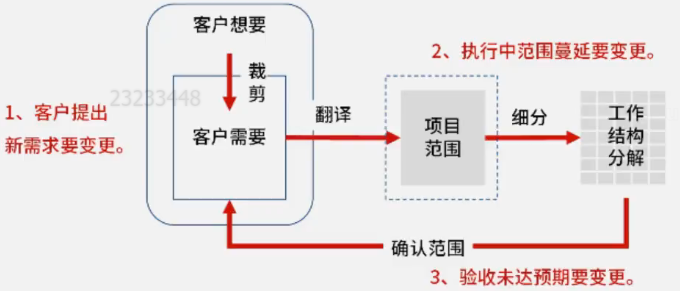 客户想要
裁
剪
23233448
1、客户提出
新需求要变更。
客户需要
翻译
2、执行中范围蔓延要变更。
项目
范围
细分
工作
结构
分解
确认范围
3、验收未达预期要变更。